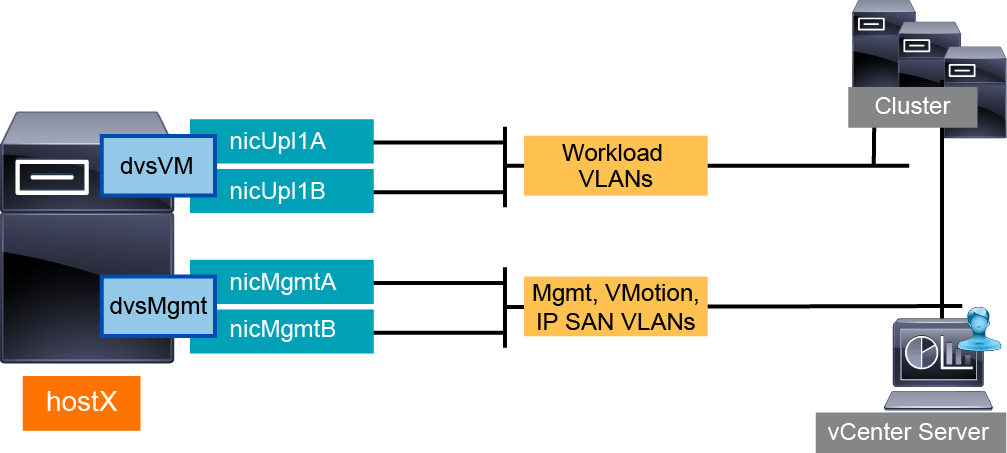 Cluster
dvsVM
nicUpl1A
nicUpl1B
Workload
VLANs
dvsMgmt
nicMgmtA
nicMgmtB
Mgmt, VMotion,
IP SAN VLANs
hostX
vCenter Server